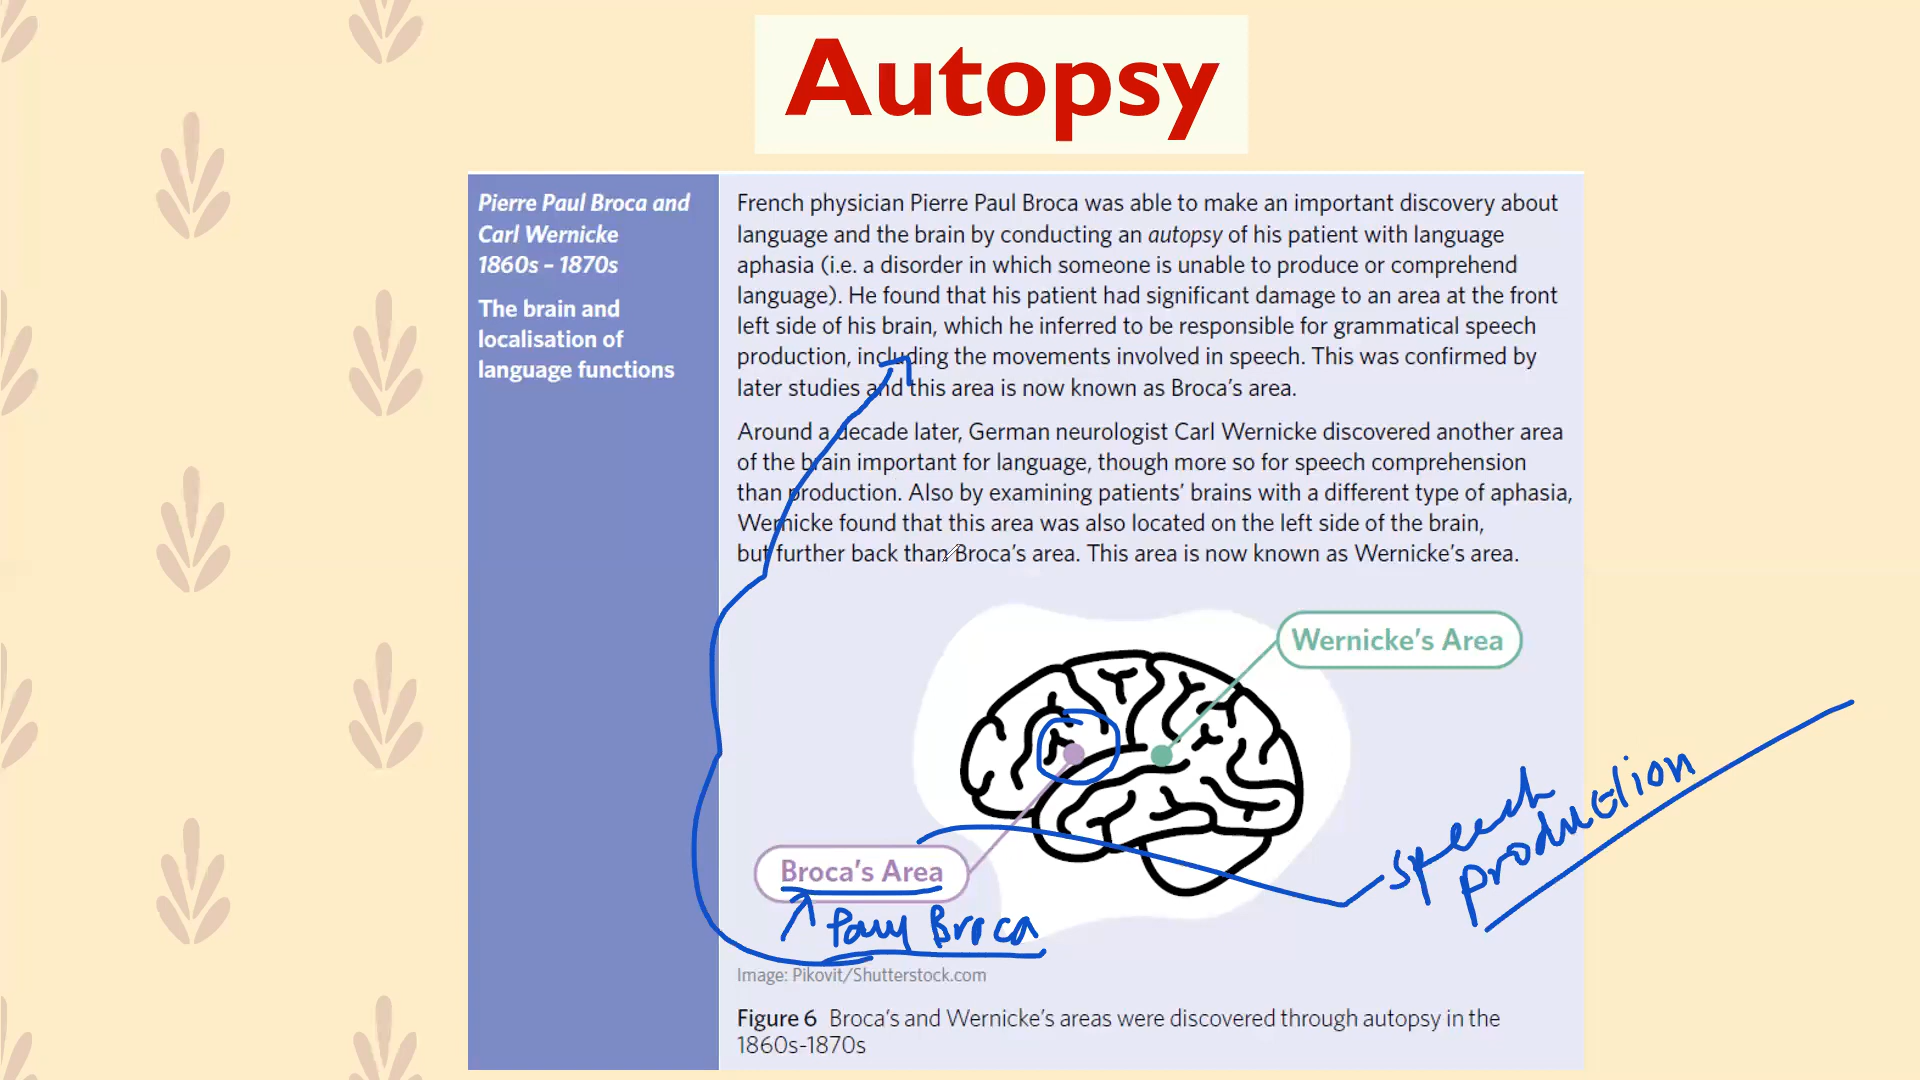 Autopsy
Pierre Paul Broca and
Carl Wernicke
1860s – 1870s
The brain and
localisation of
language functions
French physician Pierre Paul Broca was able to make an important discovery about
language and the brain by conducting an autopsy of his patient with language
aphasia (i.e. a disorder in which someone is unable to produce or comprehend
language). He found that his patient had significant damage to an area at the front
left side of his brain, which he inferred to be responsible for grammatical speech
production, including the movements involved in speech. This was confirmed by
later studies and this area is now known as Broca's area.
Around a decade later, German neurologist Carl Wernicke discovered another area
of the brain important for language, though more so for speech comprehension
than production. Also by examining patients' brains with a different type of aphasia,
Wernicke found that this area was also located on the left side of the brain,
but further back than Broca's area. This area is now known as Wernicke's area.
Wernicke's Area
speech
production
Broca's Area
Paul Broca
Image: Pikovit/Shutterstock.com
Figure 6 Broca's and Wernicke's areas were discovered through autopsy in the
1860s-1870s